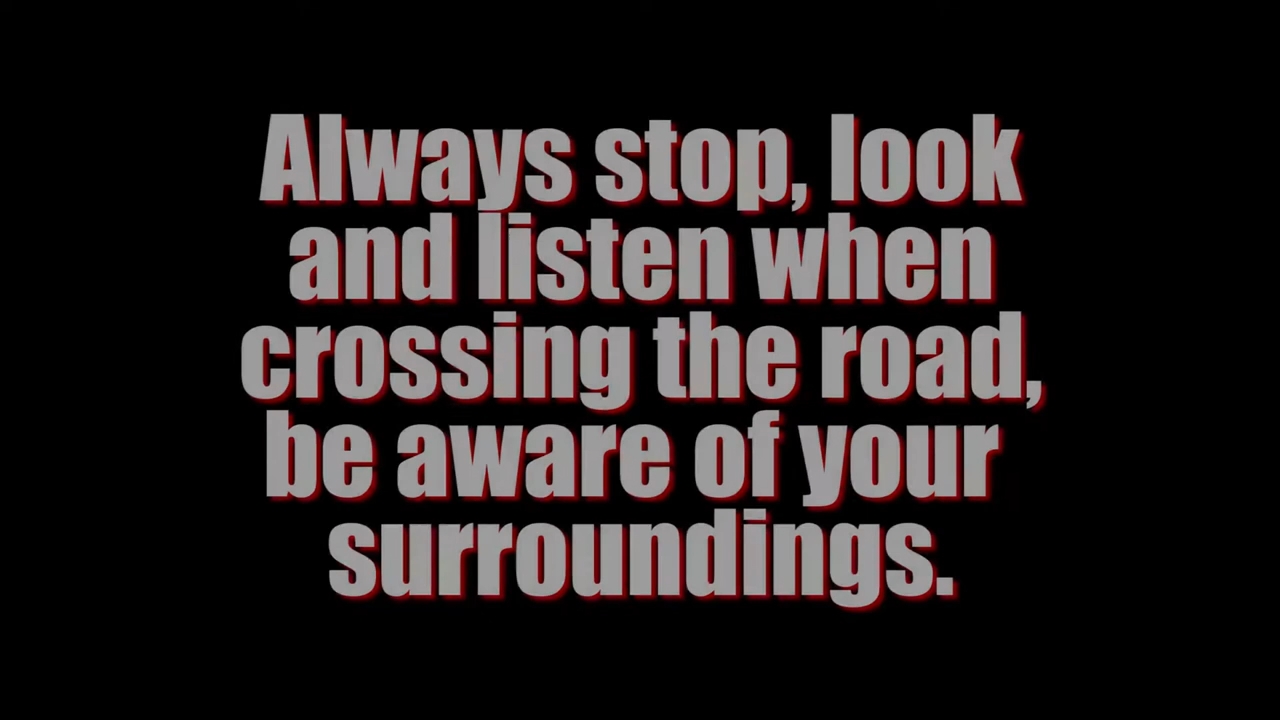 Always stop, look
and listen when
crossing the road,
be aware of your
surroundings.